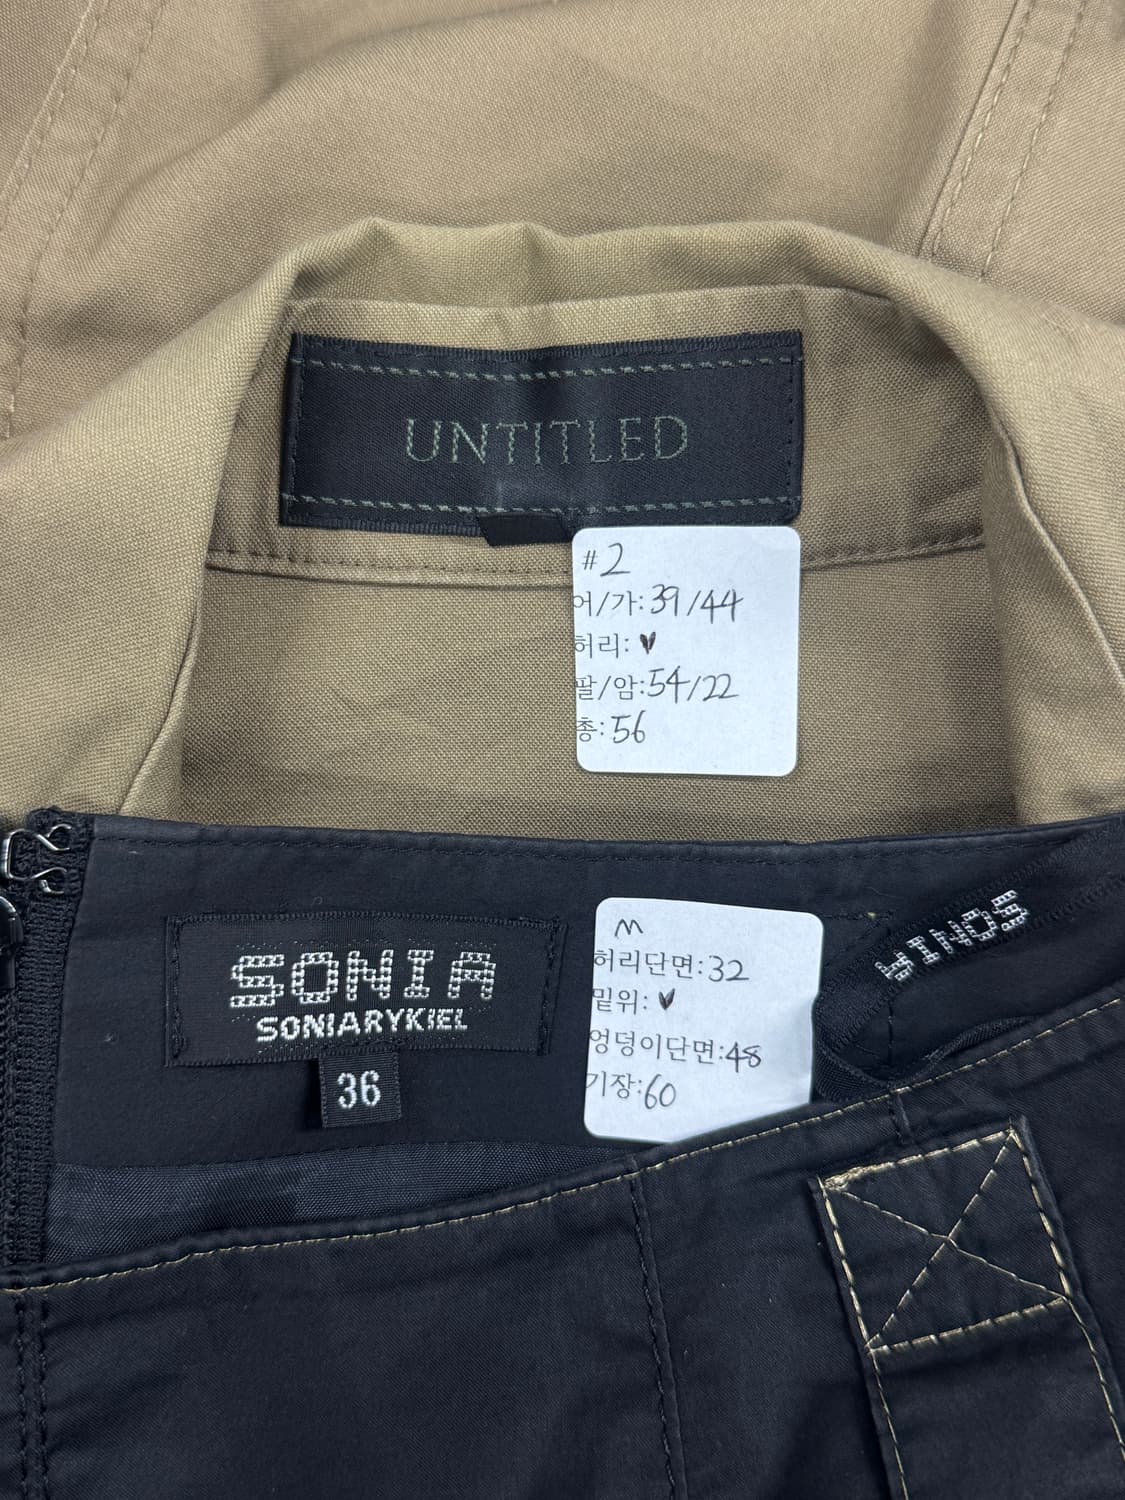 UNTITLED
#2
어/가:39/44
허리: ♥
팔/암:54/22
총:56
SONIA
SONIARYKIEL
36
M
허리단면:32
밑위: ♥
엉덩이단면:48
기장:60
SONIA